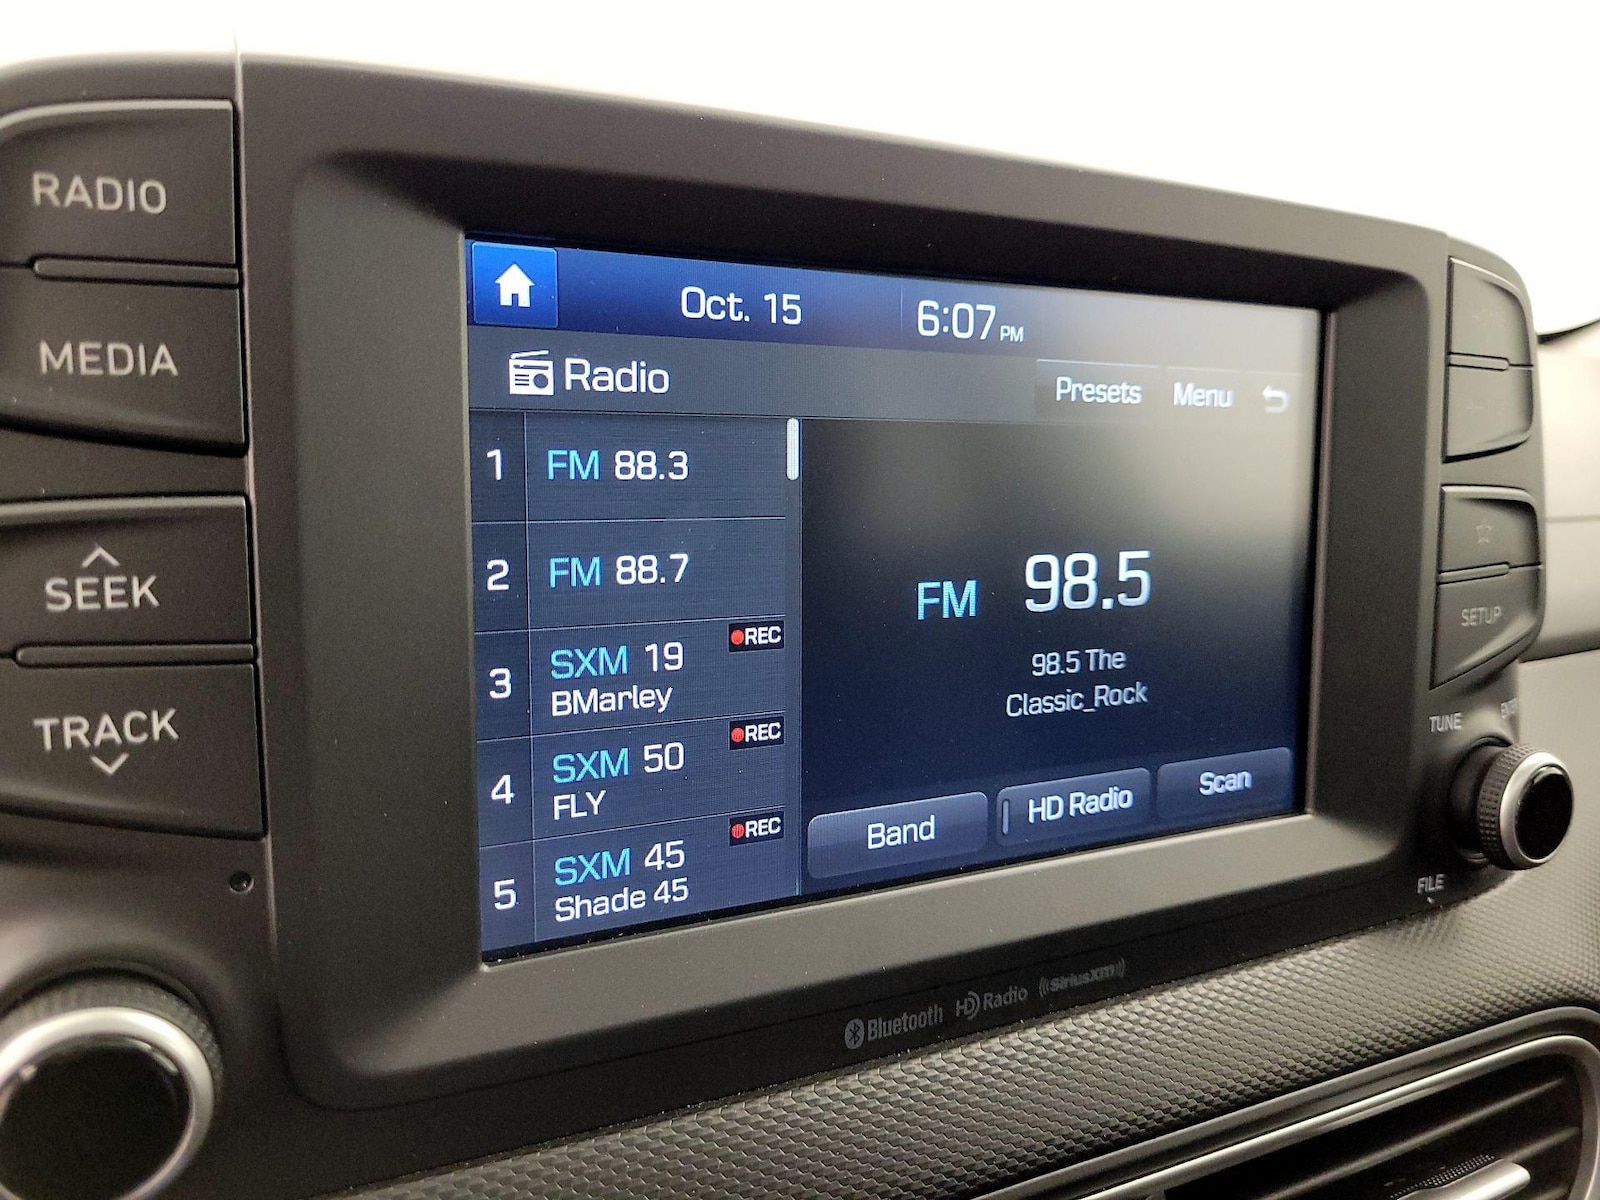 RADIO
MEDIA
SEEK
TRACK
Oct. 15
6:07 PM
Radio
Presets
Menu
1 FM 88.3
2 FM 88.7
3 SXM 19 REC
BMarley
4 SXM 50 REC
FLY
5 SXM 45 REC
Shade 45
FM 98.5
98.5 The
Classic_Rock
Band
HD Radio
Scan
SETUP
TUNE
FILE
Bluetooth HD Radio SiriusXM